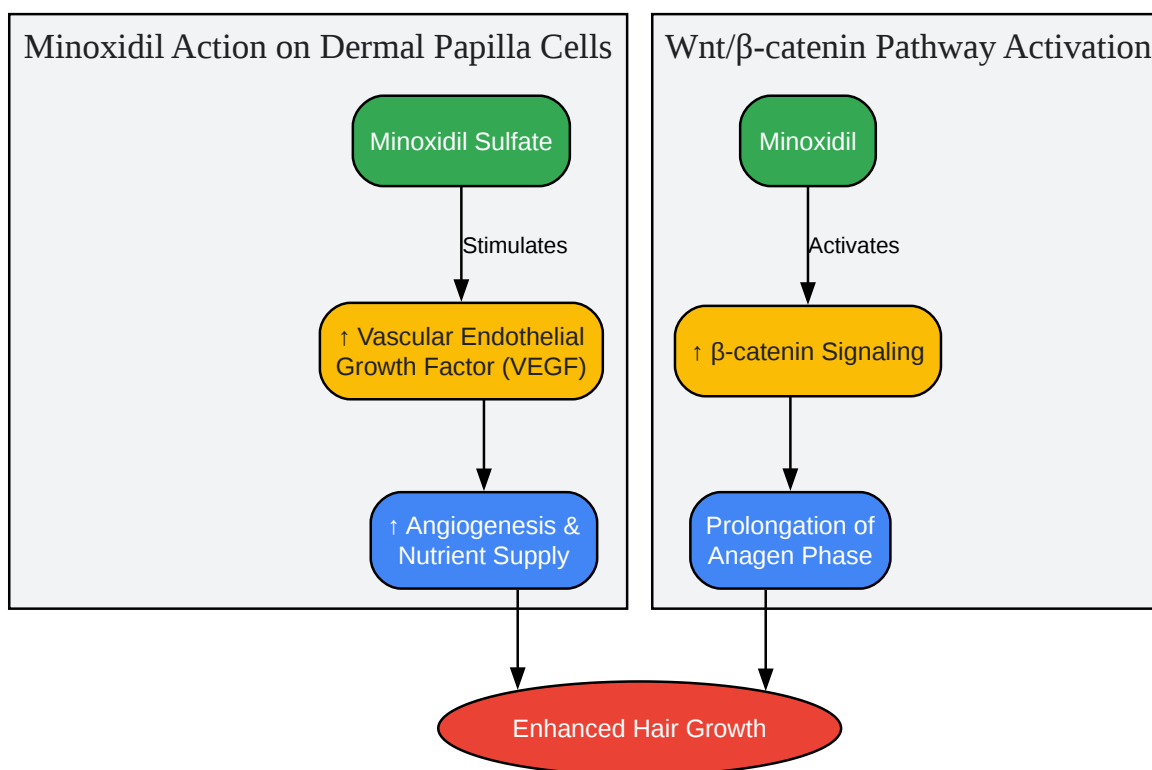 Minoxidil Action on Dermal Papilla Cells
Minoxidil Sulfate
Stimulates
↑ Vascular Endothelial
Growth Factor (VEGF)
↑ Angiogenesis &
Nutrient Supply
Wnt/β-catenin Pathway Activation
Minoxidil
Activates
↑ β-catenin Signaling
Prolongation of
Anagen Phase
Enhanced Hair Growth